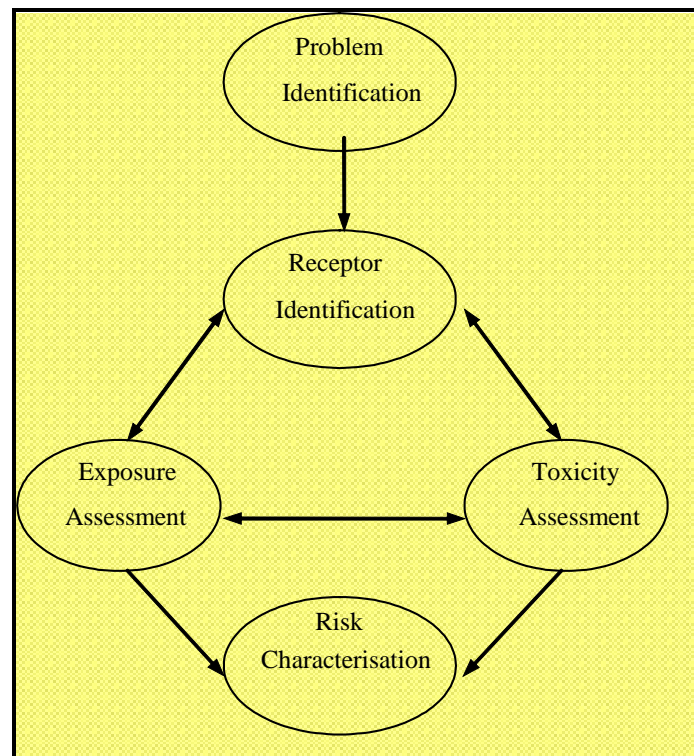 Problem
Identification
Receptor
Identification
Exposure
Assessment
Toxicity
Assessment
Risk
Characterisation